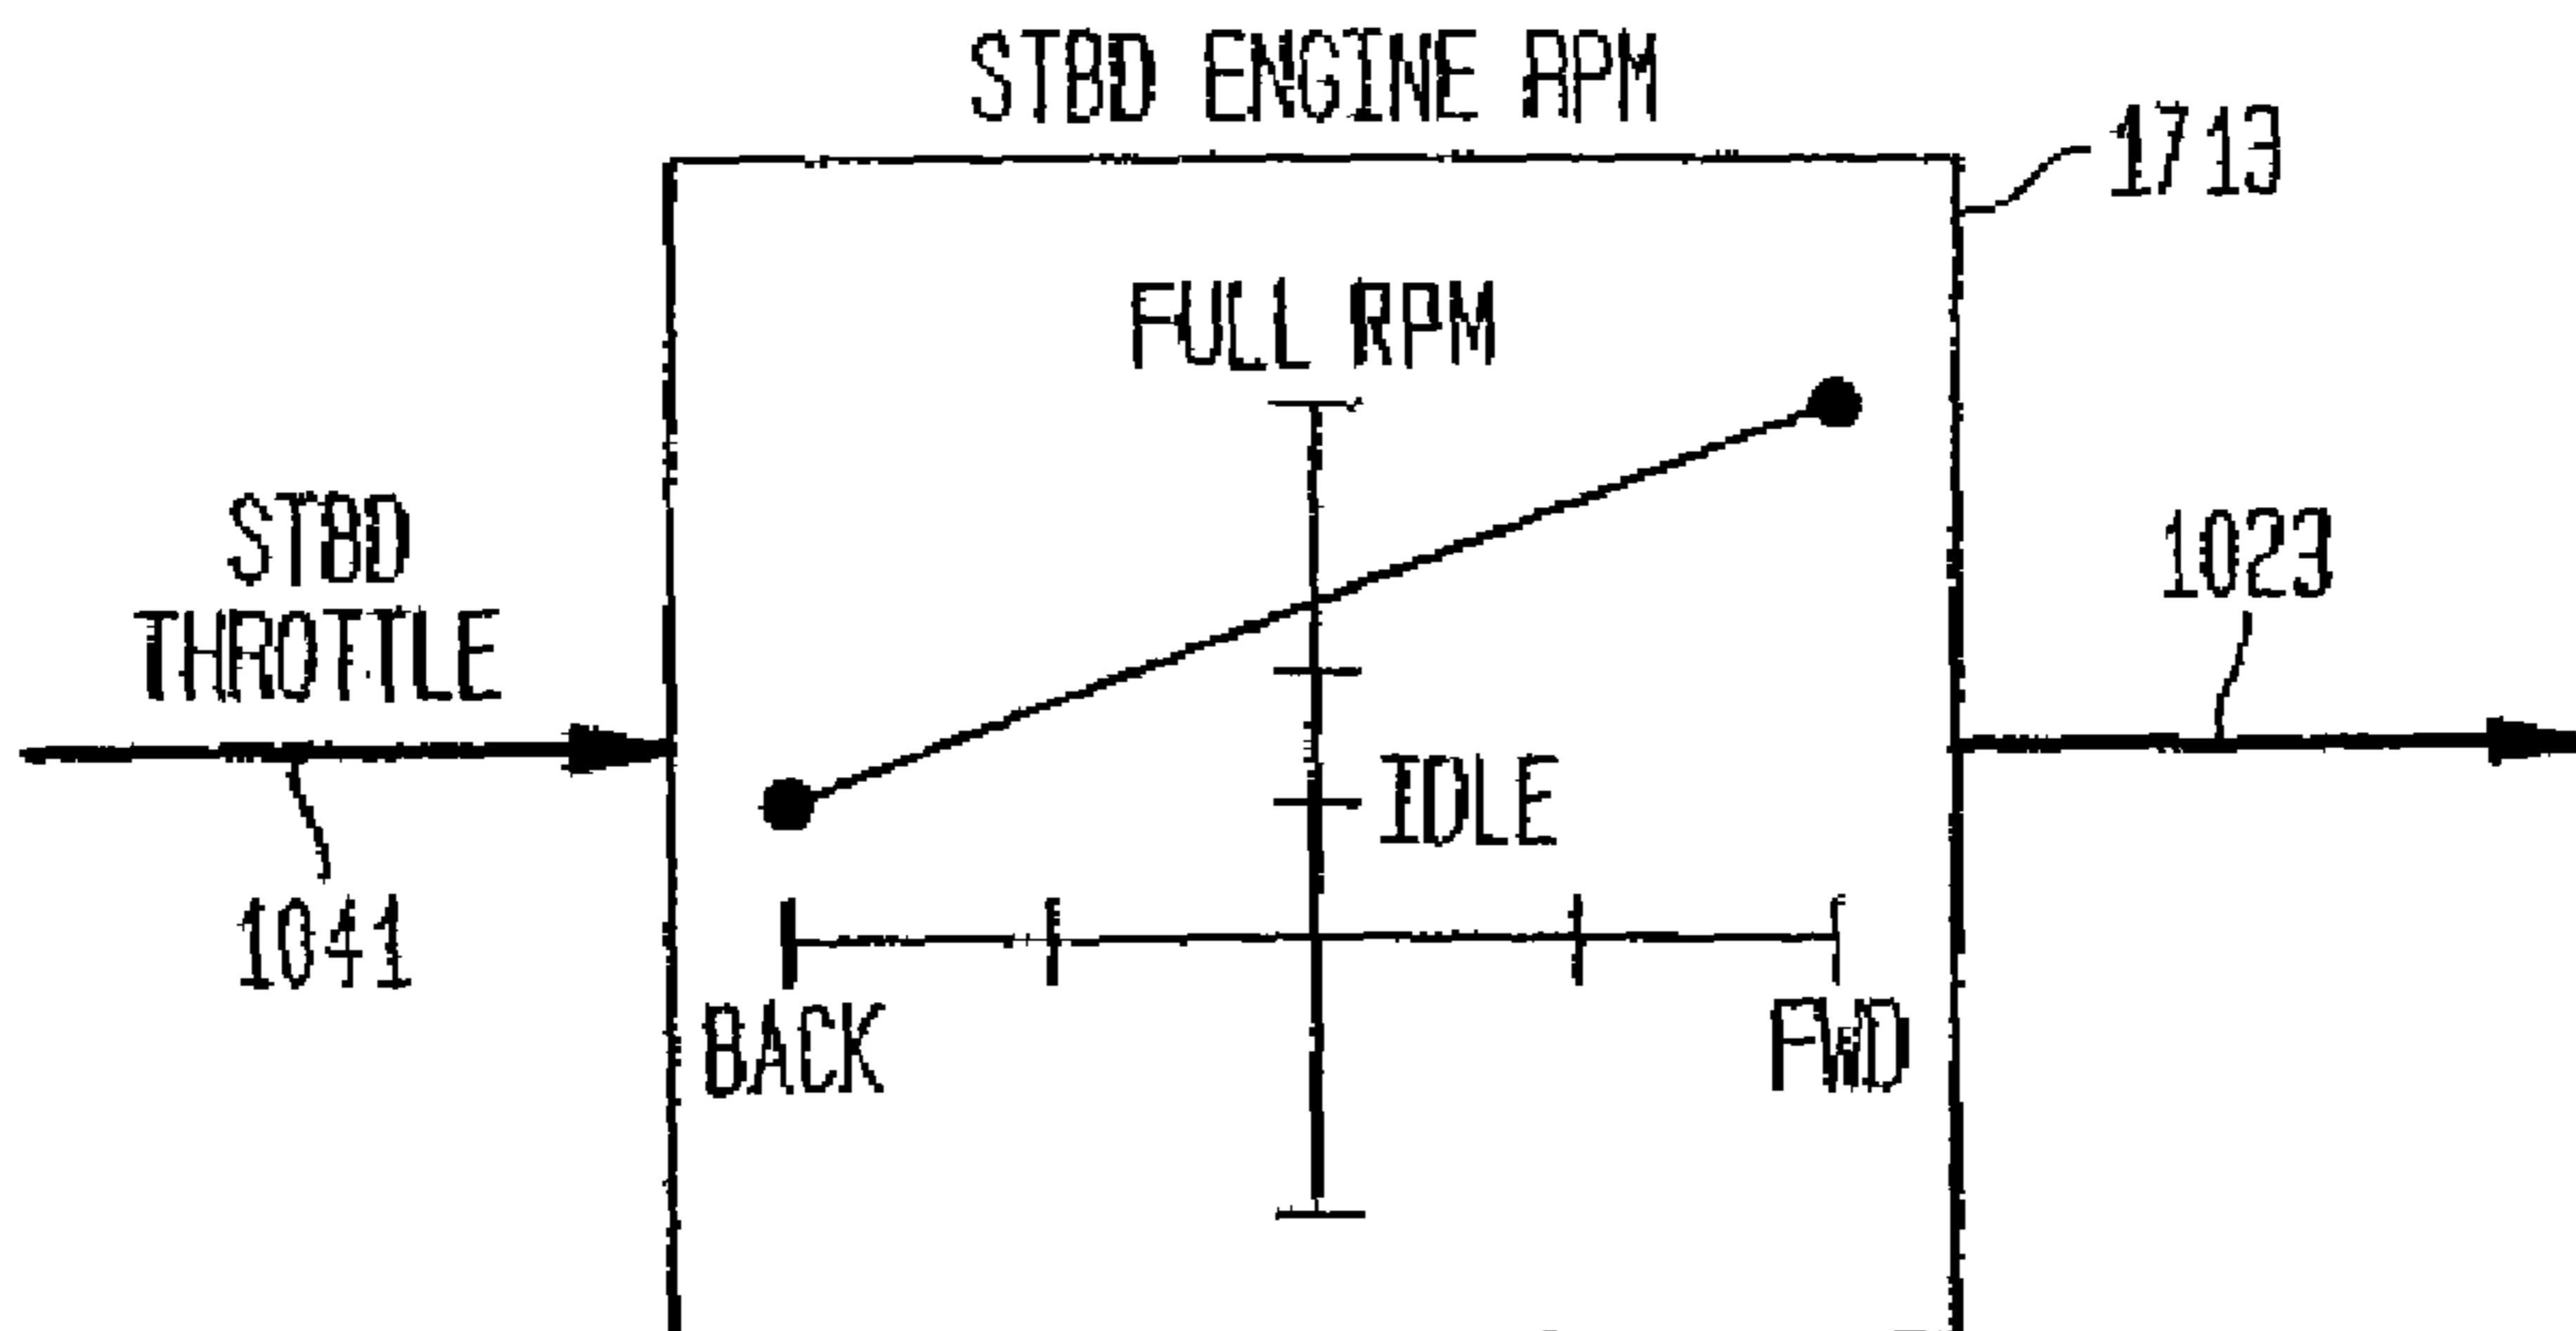 STBD ENGINE RPM
1713
FULL RPM
STBD
THROTTLE
1023
IDLE
1041
BACK
FWD